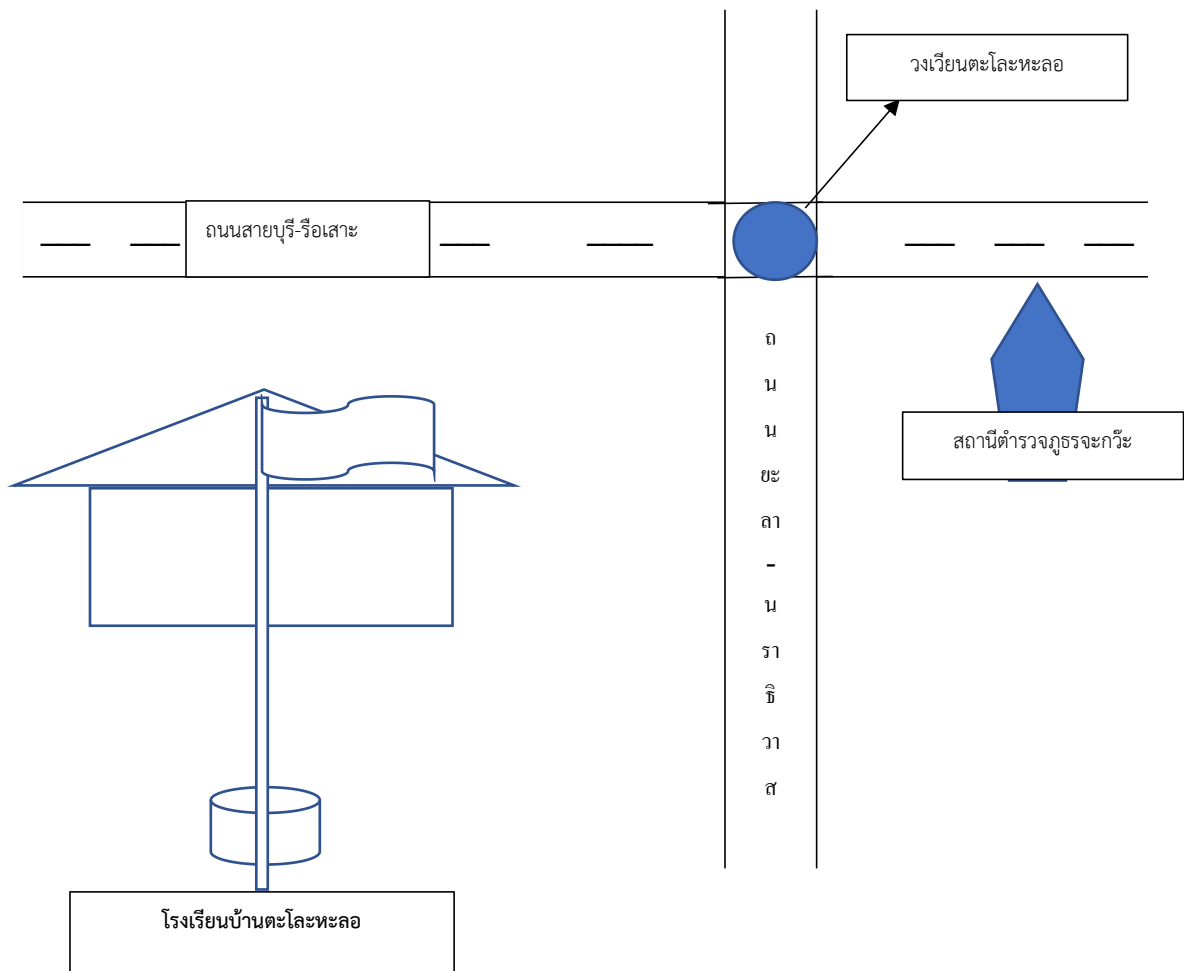 วงเวียนตะโละหะลอ
ถนนสายบุรี-รือเสาะ
ถนนยะลา-นราธิวาส
สถานีตำรวจภูธรจะกว๊ะ
โรงเรียนบ้านตะโละหะลอ